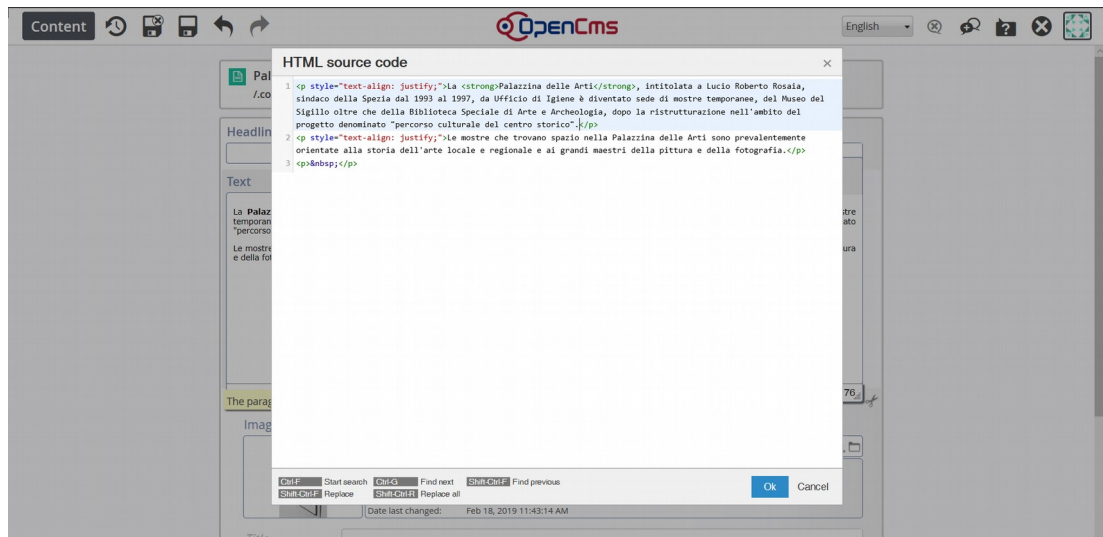 Content
OpenCms
English
Pal
/.co
HTML source code
×
1 <p style="text-align: justify;">La <strong>Palazzina delle Arti</strong>, intitolata a Lucio Roberto Rosaia,
sindaco della Spezia dal 1993 al 1997, da Ufficio di Igiene è diventato sede di mostre temporanee, del Museo del
Sigillo oltre che della Biblioteca Speciale di Arte e Archeologia, dopo la ristrutturazione nell'ambito del
progetto denominato "percorso culturale del centro storico".</p>
2 <p style="text-align: justify;">Le mostre che trovano spazio nella Palazzina delle Arti sono prevalentemente
orientate alla storia dell'arte locale e regionale e ai grandi maestri della pittura e della fotografia.</p>
3 <p>&nbsp;</p>
Headlin
Text
La Palaz
stre
temporan
ato
"percorso
Le mostre
ura
e della fot
76
The parag
Imag
Ctrl-F Start search Ctrl-G Find next Shift-Ctrl-F Find previous
Shift-Ctrl-F Replace Shift-Ctrl-R Replace all
Ok Cancel
Date last changed: Feb 18, 2019 11:43:14 AM